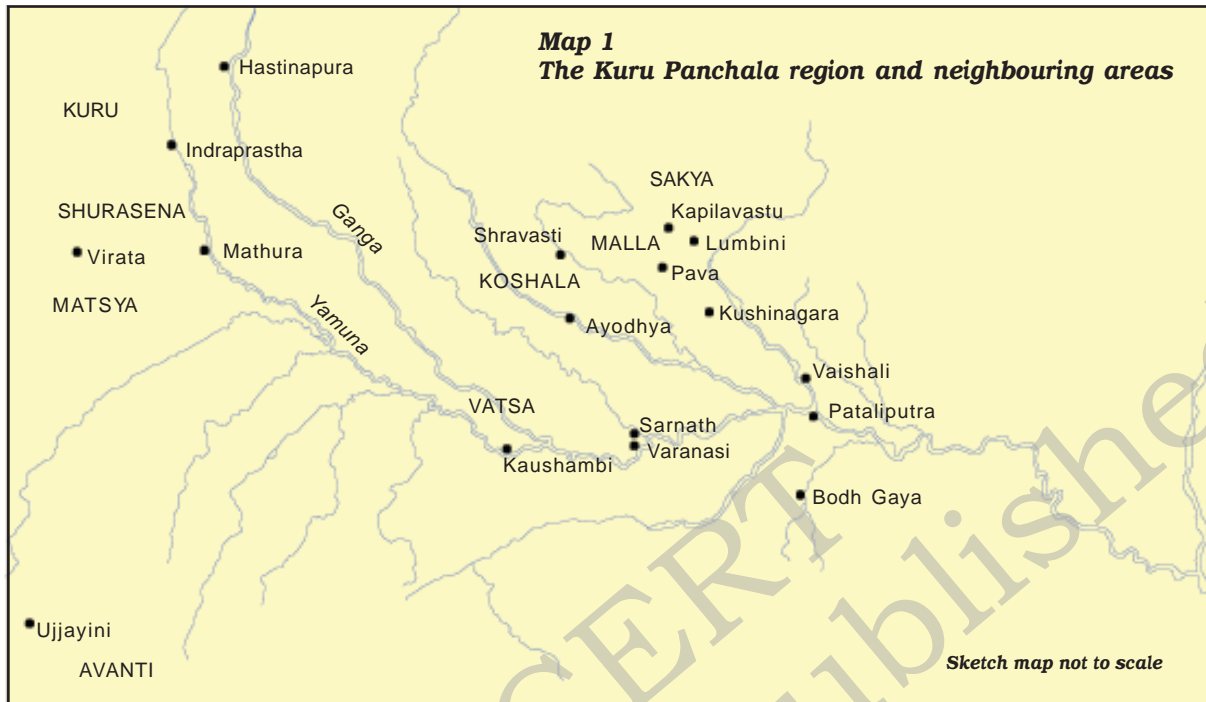 Map 1
The Kuru Panchala region and neighbouring areas
Hastinapura
KURU
Indraprastha
SAKYA
Kapilavastu
SHURASENA
Ganga
Shravasti
MALLA
Lumbini
Virata
Mathura
KOSHALA
Pava
MATSYA
Yamuna
Ayodhya
Kushinagara
Vaishali
VATSA
Pataliputra
Sarnath
Kaushambi
Varanasi
Bodh Gaya
Ujjayini
AVANTI
Sketch map not to scale
CERT
ublishe